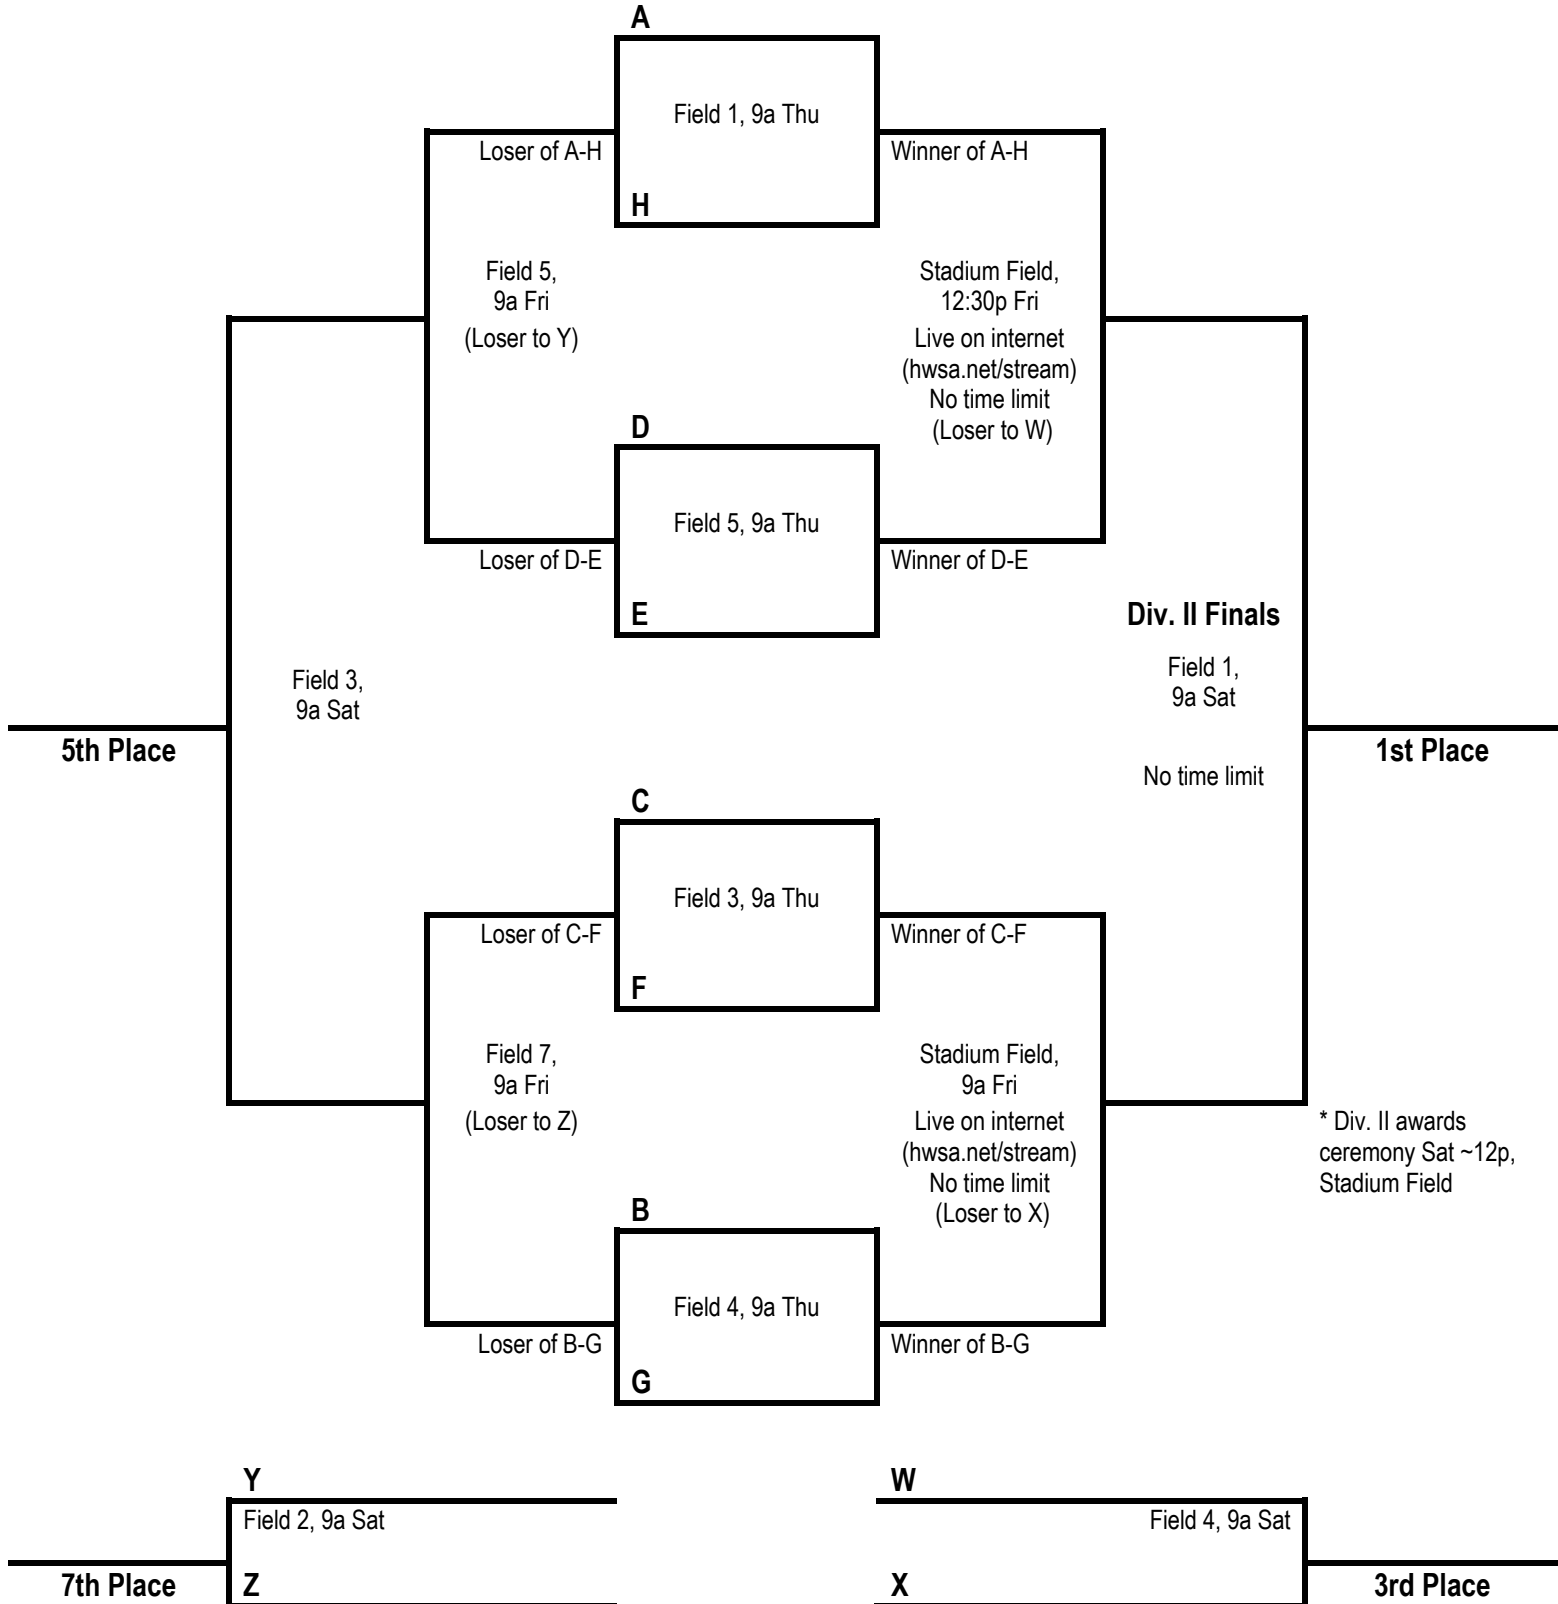 A
Field 1, 9a Thu
Loser of A-H
Winner of A-H
H
Field 5,
9a Fri
(Loser to Y)
Stadium Field,
12:30p Fri
Live on internet
(hwsa.net/stream)
No time limit
(Loser to W)
D
Field 5, 9a Thu
Loser of D-E
Winner of D-E
E
Div. II Finals
Field 1,
9a Sat
No time limit
Field 3,
9a Sat
5th Place
1st Place
C
Field 3, 9a Thu
Loser of C-F
Winner of C-F
F
Field 7,
9a Fri
(Loser to Z)
Stadium Field,
9a Fri
Live on internet
(hwsa.net/stream)
No time limit
(Loser to X)
* Div. II awards
ceremony Sat ~12p,
Stadium Field
B
Field 4, 9a Thu
Loser of B-G
Winner of B-G
G
Y
Field 2, 9a Sat
7th Place
Z
W
Field 4, 9a Sat
X
3rd Place